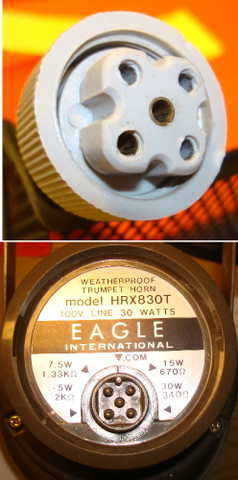 WEATHERPROOF
TRUMPET HORN
model HRX830T
100V LINE 30 WATTS
EAGLE
INTERNATIONAL
.COM
7.5W 15W
1.33KΩ 670Ω
5W 30W
2KΩ 340Ω